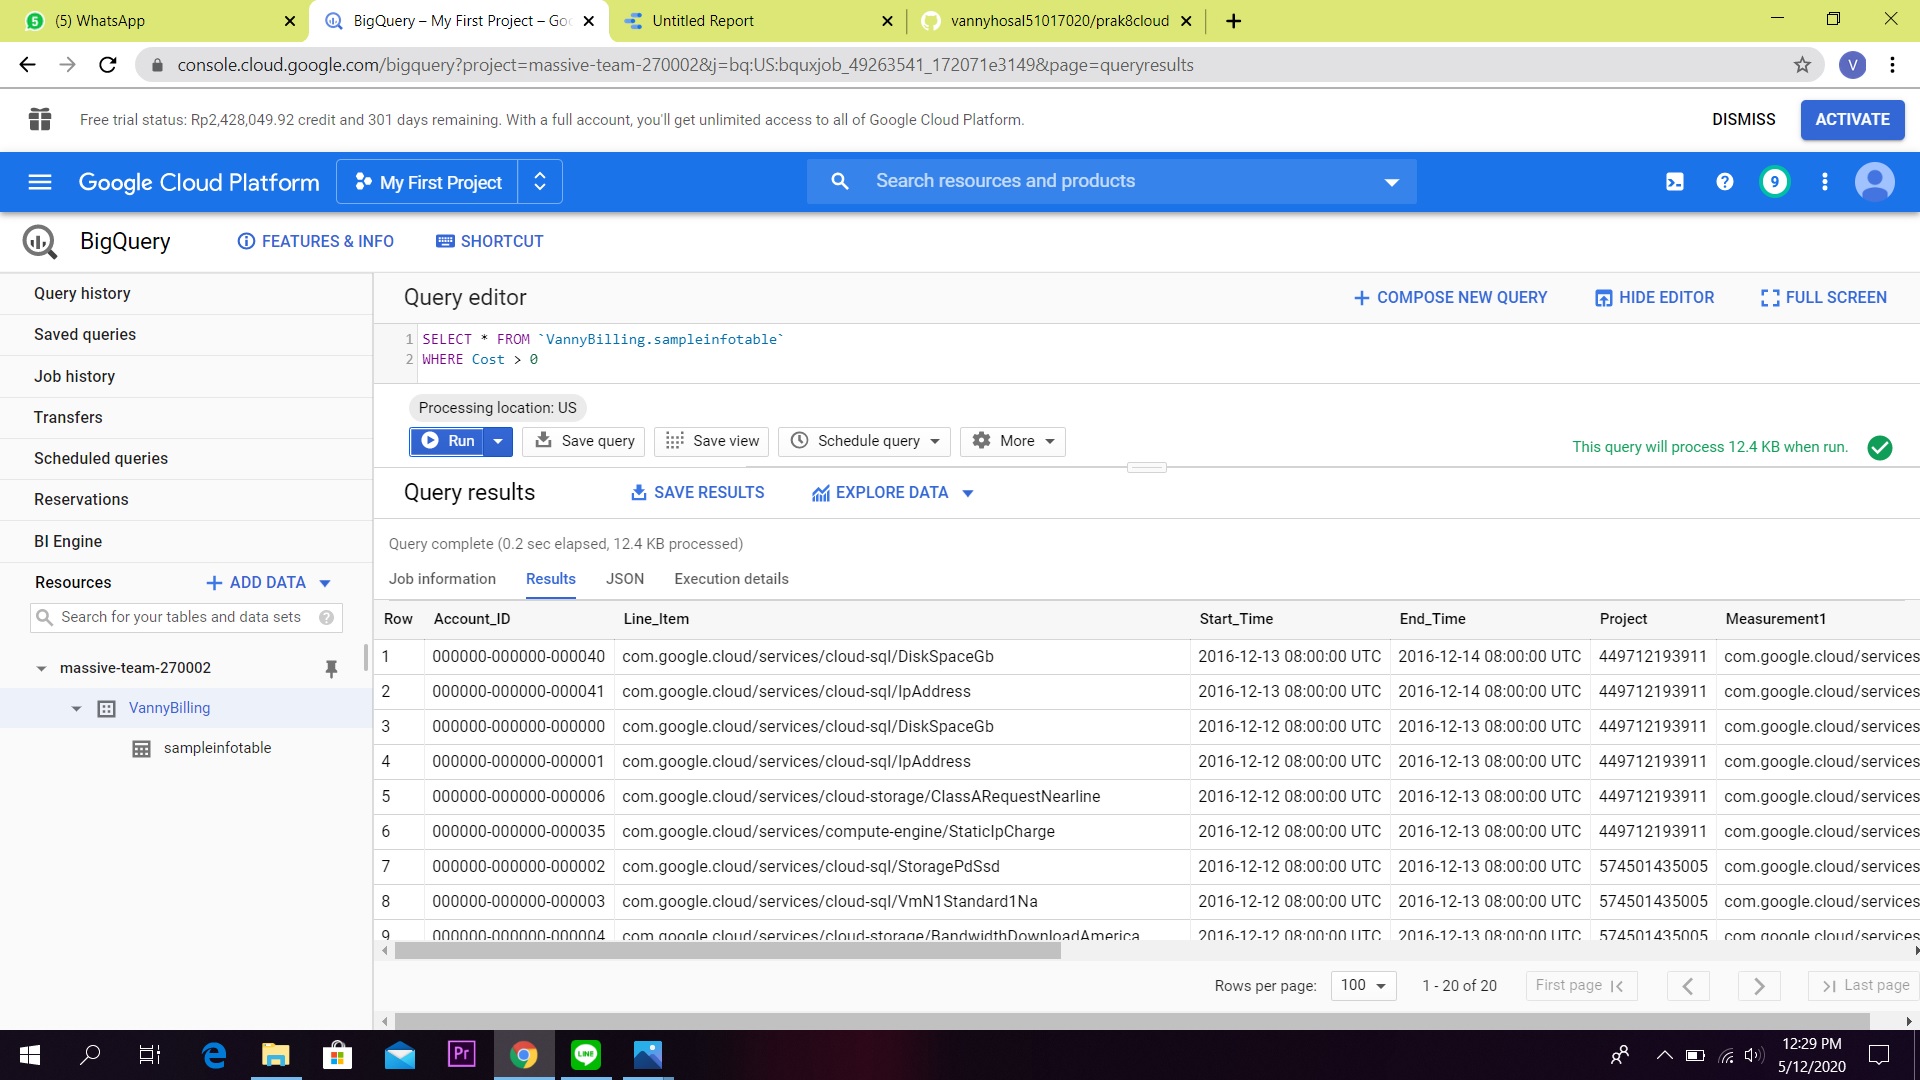 (5) WhatsApp
BigQuery – My First Project – Goo
Untitled Report
vannyhosal51017020/prak8cloud
console.cloud.google.com/bigquery?project=massive-team-270002&j=bq:US:bquxjob_49263541_172071e3149&page=queryresults
V
Free trial status: Rp2,428,049.92 credit and 301 days remaining. With a full account, you'll get unlimited access to all of Google Cloud Platform.
DISMISS
ACTIVATE
Google Cloud Platform
My First Project
Search resources and products
9
BigQuery
FEATURES & INFO
SHORTCUT
Query history
Saved queries
Job history
Transfers
Scheduled queries
Reservations
BI Engine
Resources
ADD DATA
Search for your tables and data sets
massive-team-270002
VannyBilling
sampleinfotable
Query editor
COMPOSE NEW QUERY
HIDE EDITOR
FULL SCREEN
1 SELECT * FROM `VannyBilling.sampleinfotable`
2 WHERE Cost > 0
Processing location: US
Run
Save query
Save view
Schedule query
More
This query will process 12.4 KB when run.
Query results
SAVE RESULTS
EXPLORE DATA
Query complete (0.2 sec elapsed, 12.4 KB processed)
Job information Results JSON Execution details
Row Account_ID Line_Item Start_Time End_Time Project Measurement1
1 000000-000000-000040 com.google.cloud/services/cloud-sql/DiskSpaceGb 2016-12-13 08:00:00 UTC 2016-12-14 08:00:00 UTC 449712193911 com.google.cloud/services
2 000000-000000-000041 com.google.cloud/services/cloud-sql/IpAddress 2016-12-13 08:00:00 UTC 2016-12-14 08:00:00 UTC 449712193911 com.google.cloud/services
3 000000-000000-000000 com.google.cloud/services/cloud-sql/DiskSpaceGb 2016-12-12 08:00:00 UTC 2016-12-13 08:00:00 UTC 449712193911 com.google.cloud/services
4 000000-000000-000001 com.google.cloud/services/cloud-sql/IpAddress 2016-12-12 08:00:00 UTC 2016-12-13 08:00:00 UTC 449712193911 com.google.cloud/services
5 000000-000000-000006 com.google.cloud/services/cloud-storage/ClassARequestNearline 2016-12-12 08:00:00 UTC 2016-12-13 08:00:00 UTC 449712193911 com.google.cloud/services
6 000000-000000-000035 com.google.cloud/services/compute-engine/StaticIpCharge 2016-12-12 08:00:00 UTC 2016-12-13 08:00:00 UTC 449712193911 com.google.cloud/services
7 000000-000000-000002 com.google.cloud/services/cloud-sql/StoragePdSsd 2016-12-12 08:00:00 UTC 2016-12-13 08:00:00 UTC 574501435005 com.google.cloud/services
8 000000-000000-000003 com.google.cloud/services/cloud-sql/VmN1Standard1Na 2016-12-12 08:00:00 UTC 2016-12-13 08:00:00 UTC 574501435005 com.google.cloud/services
9 000000-000000-000004 com.google.cloud/services/cloud-storage/BandwidthDownloadAmerica 2016-12-12 08:00:00 UTC 2016-12-13 08:00:00 UTC 574501435005 com.google.cloud/services
Rows per page: 100 1 - 20 of 20 First page Last page
Pr
LINE
12:29 PM
5/12/2020